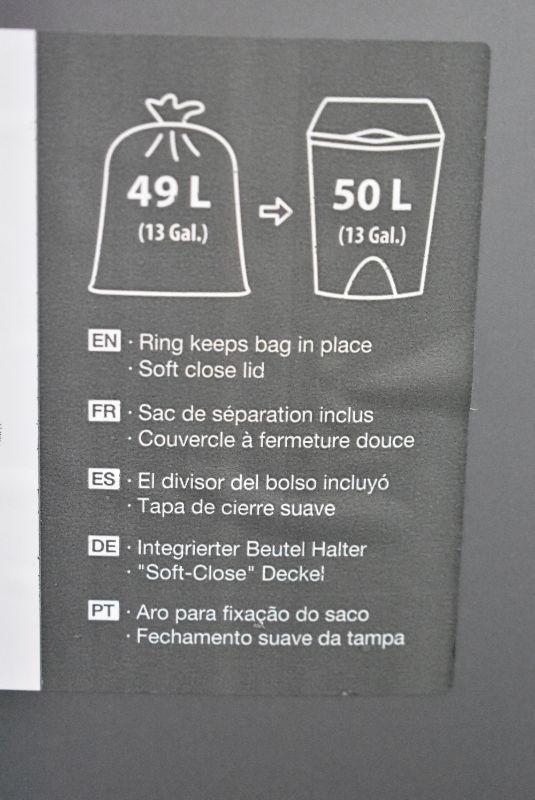 49 L
(13 Gal.)
50 L
(13 Gal.)
EN · Ring keeps bag in place
· Soft close lid
FR · Sac de séparation inclus
· Couvercle à fermeture douce
ES · El divisor del bolso incluyó
· Tapa de cierre suave
DE · Integrierter Beutel Halter
· "Soft-Close" Deckel
PT · Aro para fixação do saco
· Fechamento suave da tampa